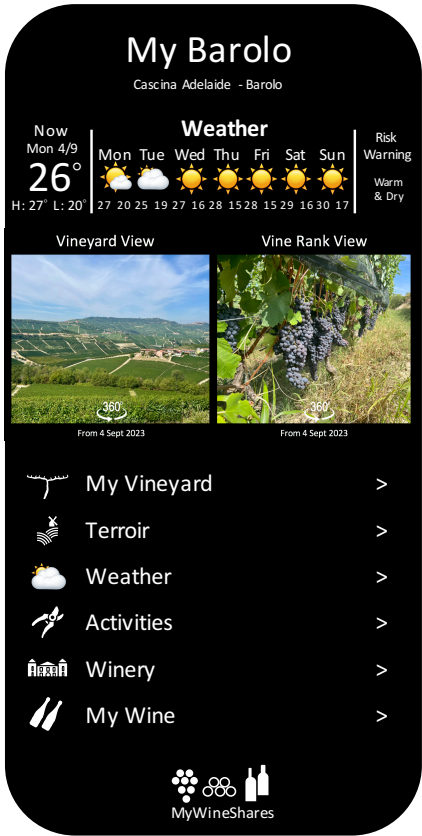 My Barolo
Cascina Adelaide - Barolo
Now
Mon 4/9
26°
H: 27° L: 20°
Weather
Mon Tue Wed Thu Fri Sat Sun
27 20 25 19 27 16 28 15 28 15 29 16 30 17
Risk
Warning
Warm
& Dry
Vineyard View
Vine Rank View
360°
360°
From 4 Sept 2023
From 4 Sept 2023
My Vineyard >
Terroir >
Weather >
Activities >
Winery >
My Wine >
MyWineShares